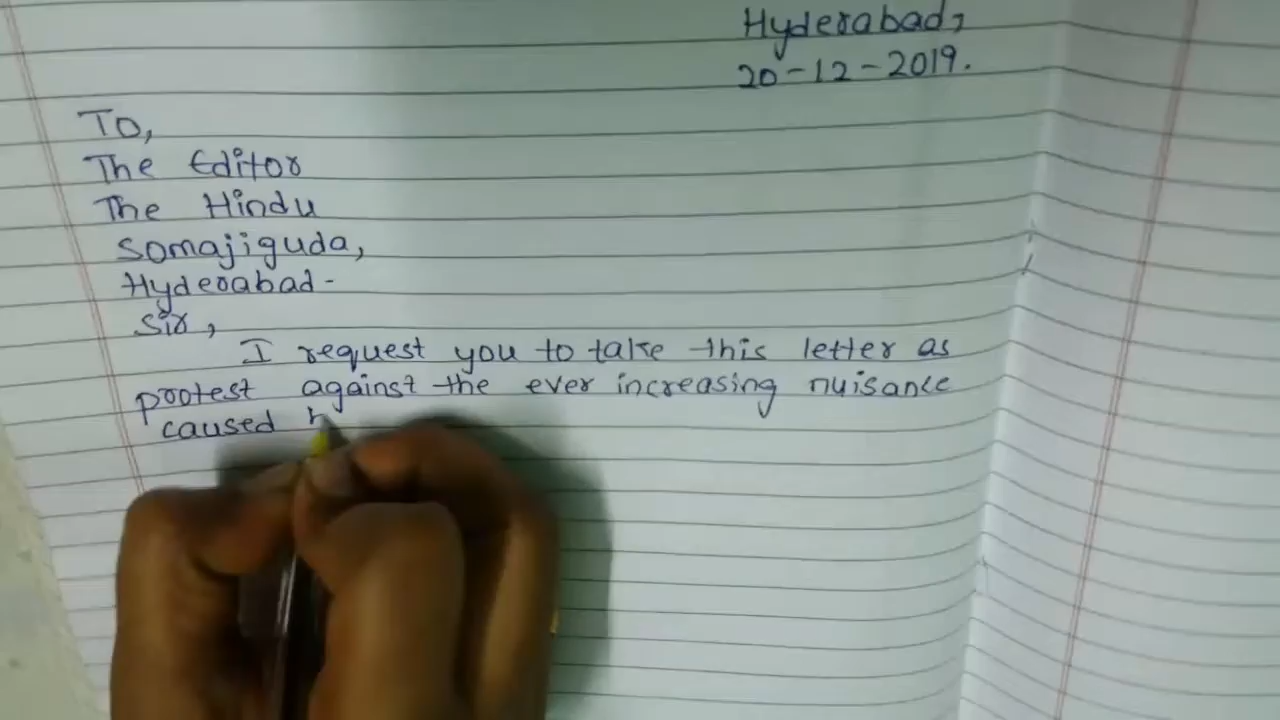 Hyderabad,
20-12-2019.
To,
The Editor
The Hindu
Somajiguda,
Hyderabad-
Sir,
I request you to take this letter as
protest against the ever increasing nuisance
caused